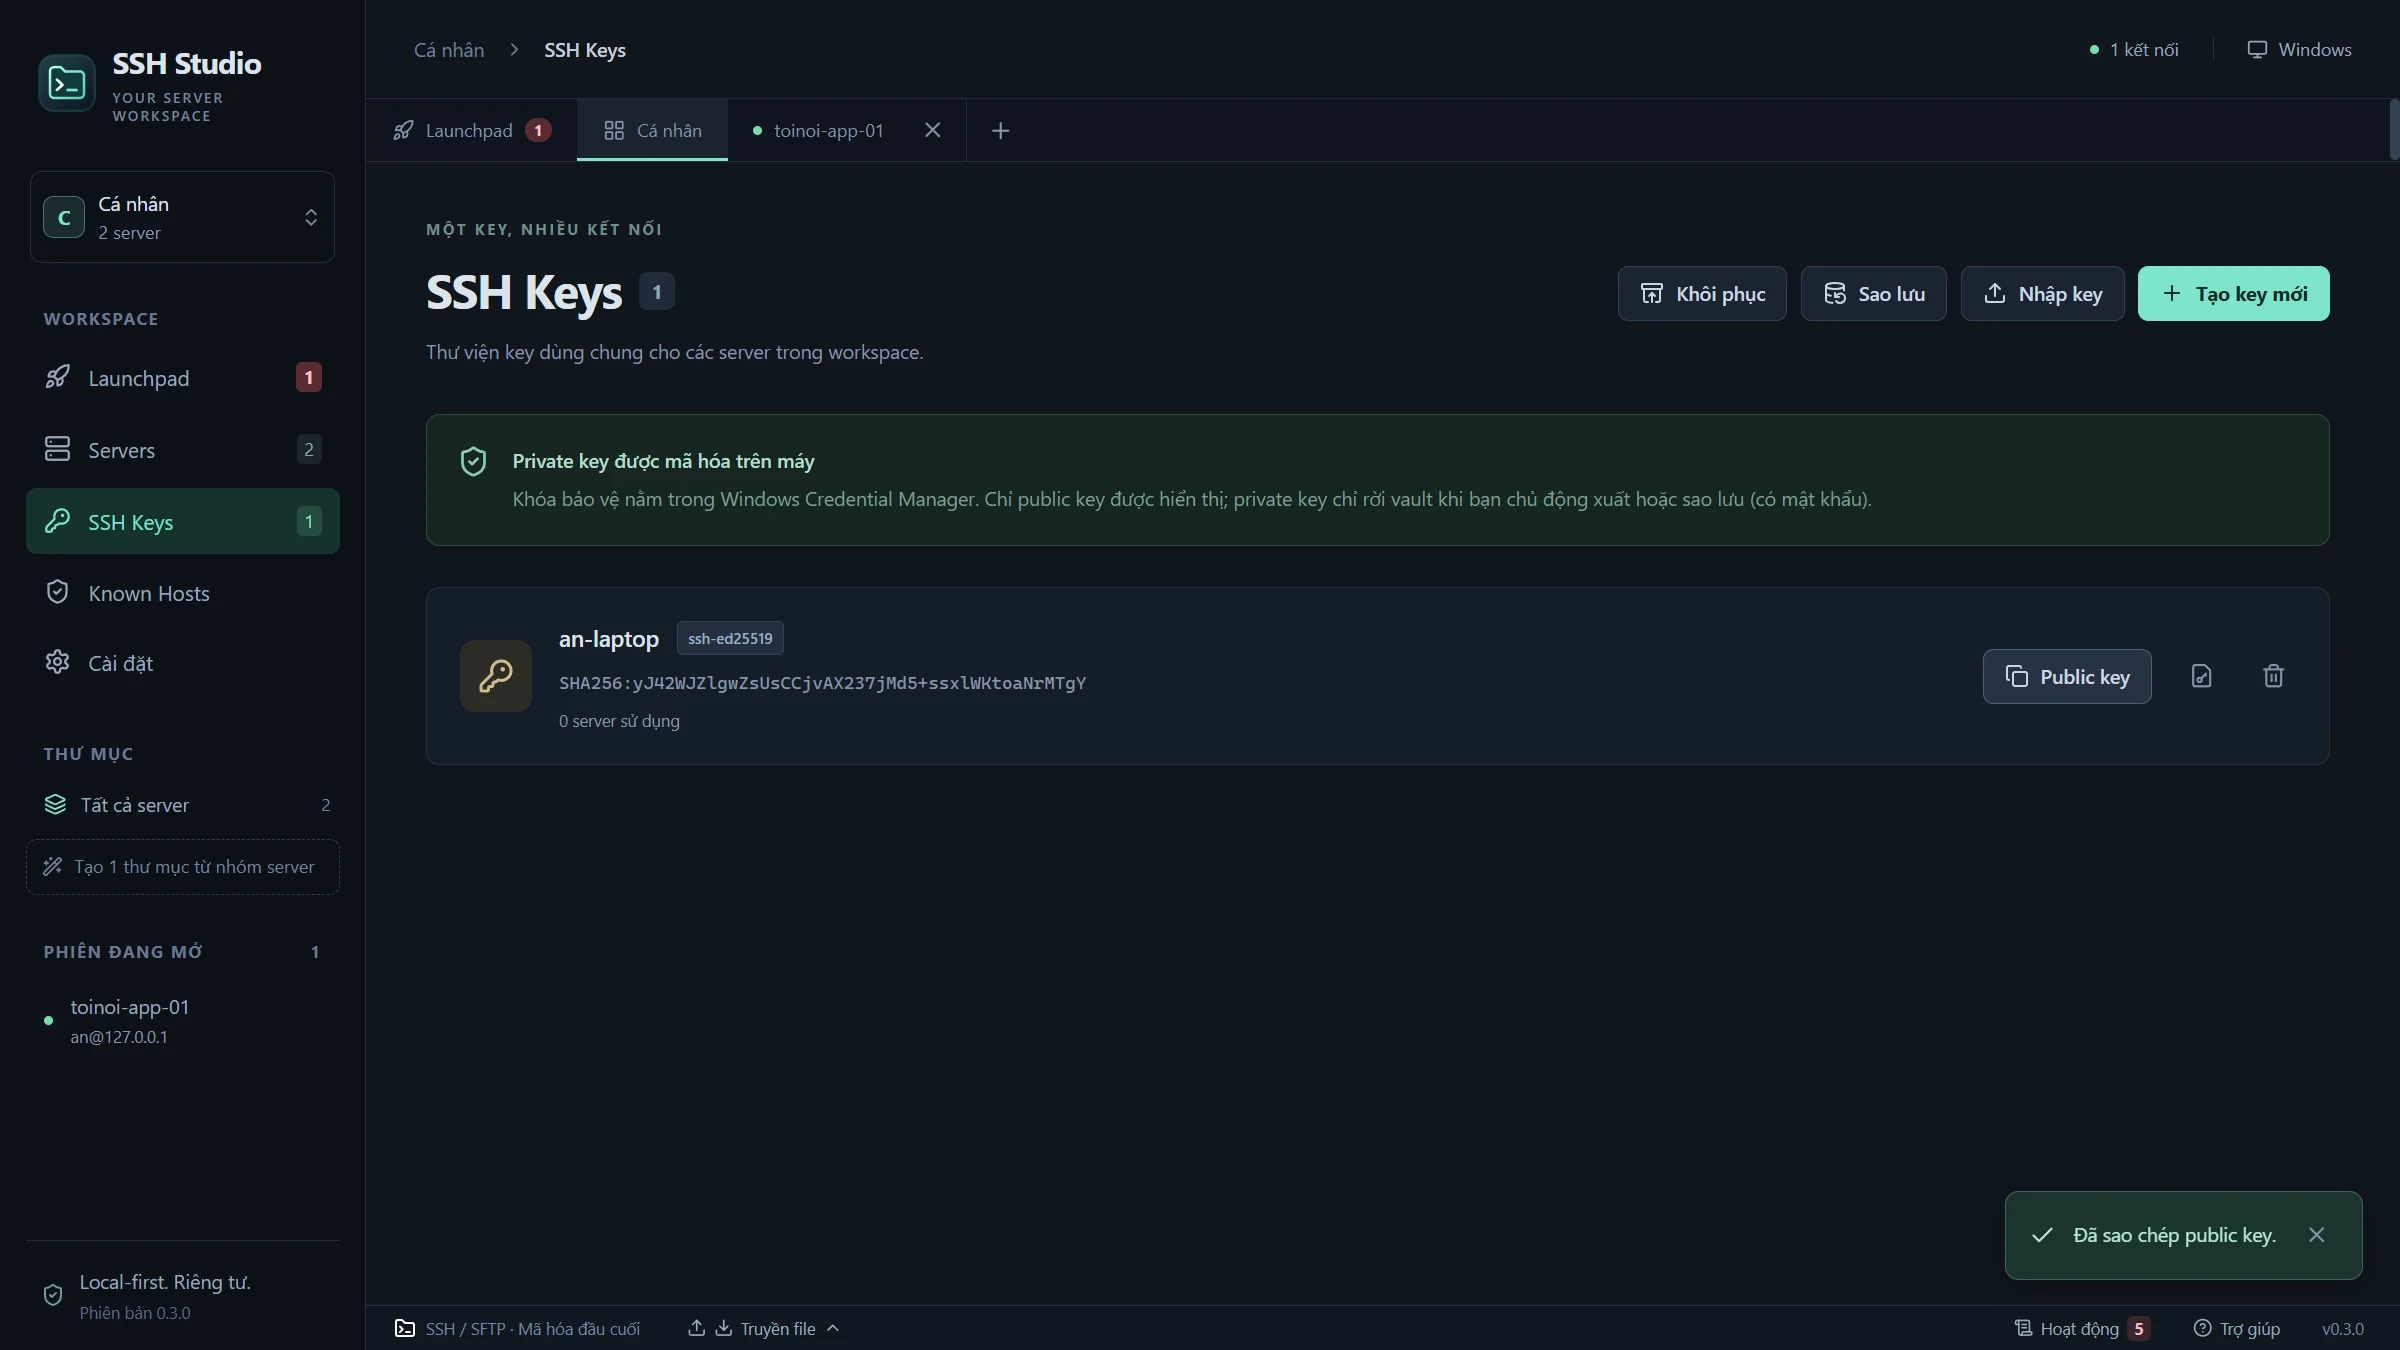 SSH Studio
YOUR SERVER
WORKSPACE
C
Cá nhân
2 server
WORKSPACE
Launchpad 1
Servers 2
SSH Keys 1
Known Hosts
Cài đặt
THƯ MỤC
Tất cả server 2
Tạo 1 thư mục từ nhóm server
PHIÊN ĐANG MỞ 1
toinoi-app-01
an@127.0.0.1
Local-first. Riêng tư.
Phiên bản 0.3.0
Cá nhân SSH Keys
1 kết nối Windows
Launchpad 1 Cá nhân toinoi-app-01
MỘT KEY, NHIỀU KẾT NỐI
SSH Keys 1
Khôi phục Sao lưu Nhập key Tạo key mới
Thư viện key dùng chung cho các server trong workspace.
Private key được mã hóa trên máy
Khóa bảo vệ nằm trong Windows Credential Manager. Chỉ public key được hiển thị; private key chỉ rời vault khi bạn chủ động xuất hoặc sao lưu (có mật khẩu).
an-laptop ssh-ed25519
SHA256:yJ42WJZlgwZsUsCCjvAX237jMd5+ssxlWKtoaNrMTgY
0 server sử dụng
Public key
Đã sao chép public key.
SSH / SFTP · Mã hóa đầu cuối Truyền file
Hoạt động 5 Trợ giúp v0.3.0